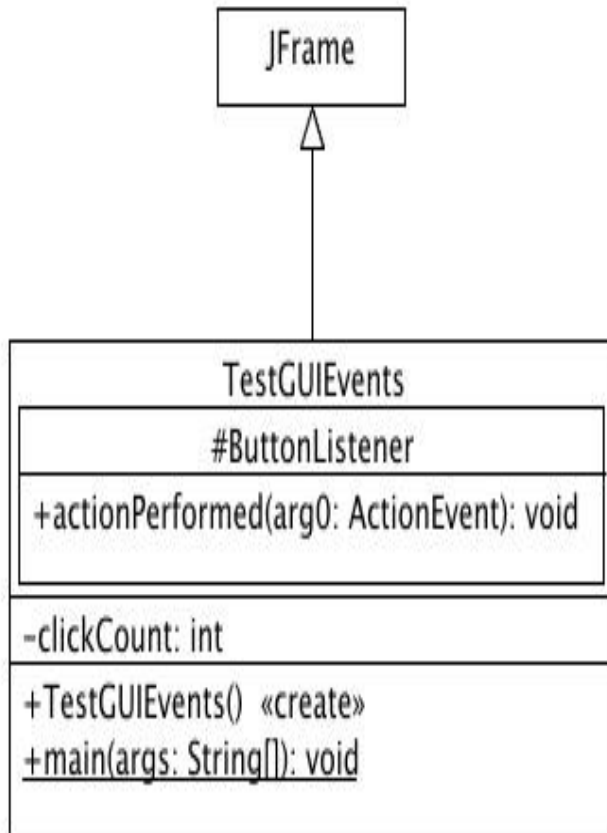 JFrame
TestGUIEvents
#ButtonListener
+actionPerformed(arg0: ActionEvent): void
-clickCount: int
+TestGUIEvents() «create»
+main(args: String[]): void